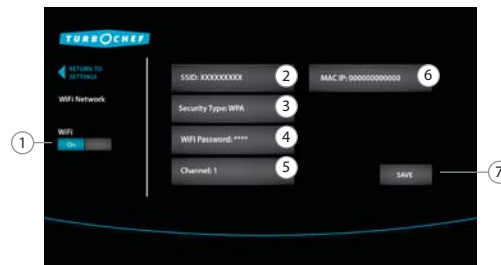 TURBOCHEF
RETURN TO
SETTINGS
WiFi Network
WiFi
1
On
SSID: XXXXXXXXX
2
Security Type: WPA
3
WiFi Password: ****
4
Channel: 1
5
MAC IP: 000000000000
6
SAVE
7